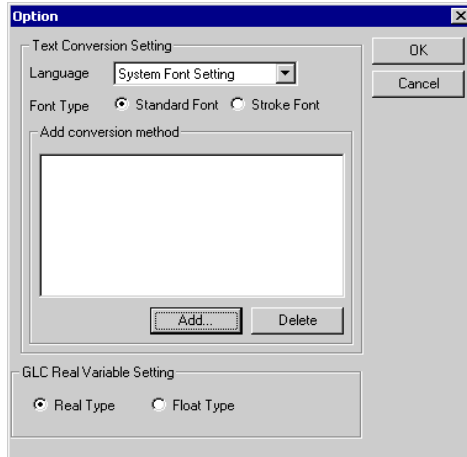 Option
Text Conversion Setting
OK
Language System Font Setting
Cancel
Font Type Standard Font Stroke Font
Add conversion method
Add... Delete
GLC Real Variable Setting
Real Type Float Type